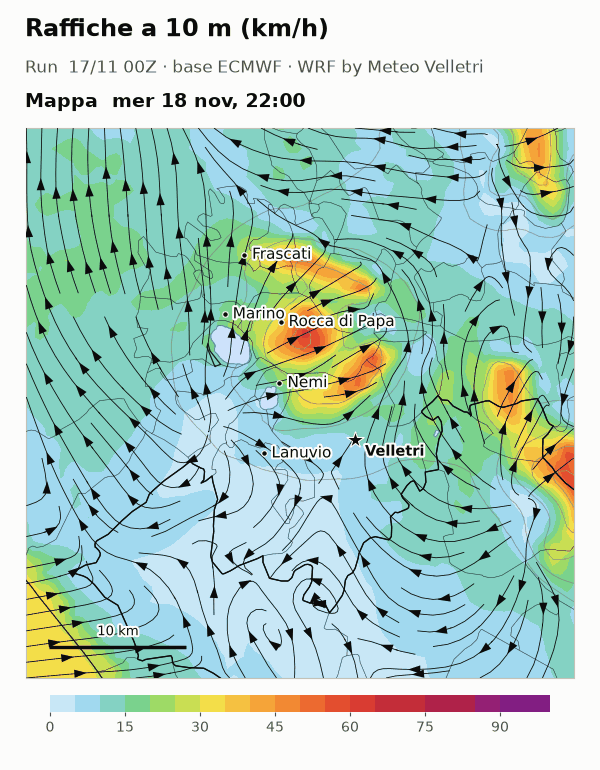 Raffiche a 10 m (km/h)
Run 17/11 00Z · base ECMWF · WRF by Meteo Velletri
Mappa mer 18 nov, 22:00
Frascati
Marino
Rocca di Papa
Nemi
Velletri
Lanuvio
10 km
0 15 30 45 60 75 90